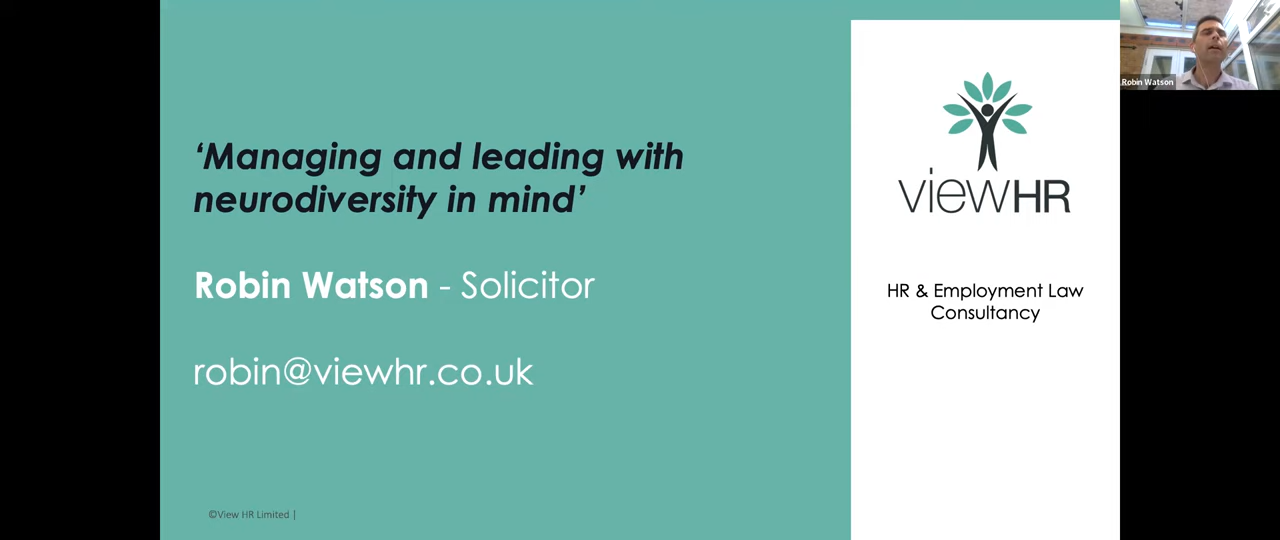 ‘Managing and leading with
neurodiversity in mind’
Robin Watson - Solicitor
robin@viewhr.co.uk
©View HR Limited |
viewHR
HR & Employment Law
Consultancy
Robin Watson